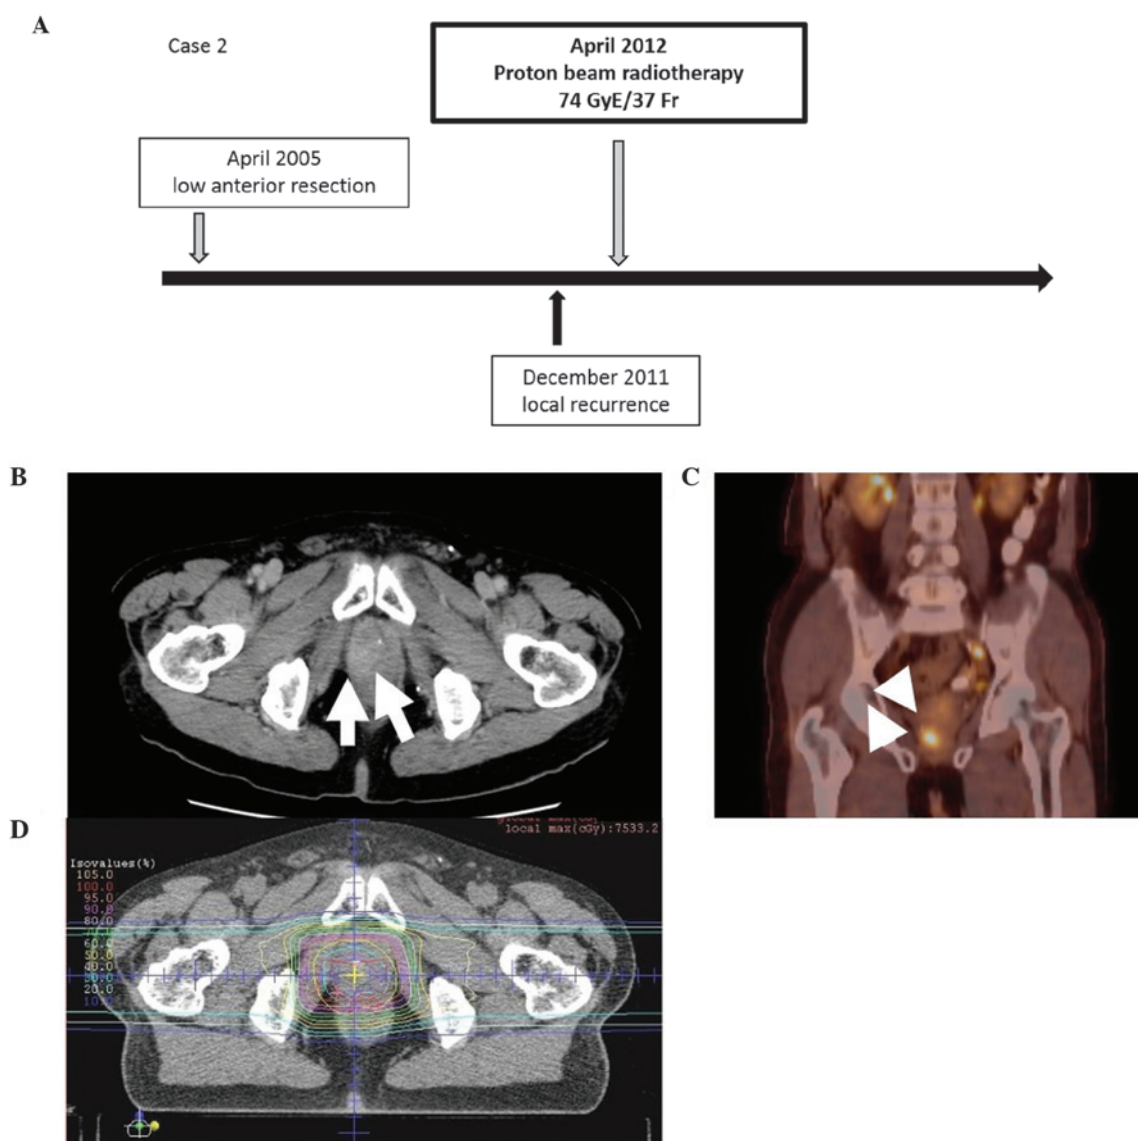 A
Case 2
April 2012
Proton beam radiotherapy
74 GyE/37 Fr
April 2005
low anterior resection
December 2011
local recurrence
B
C
D
local max(cGy):7533.2
Isovalues(%)
105.0
100.0
95.0
90.0
80.0
60.0
50.0
40.0
30.0
20.0
10.0